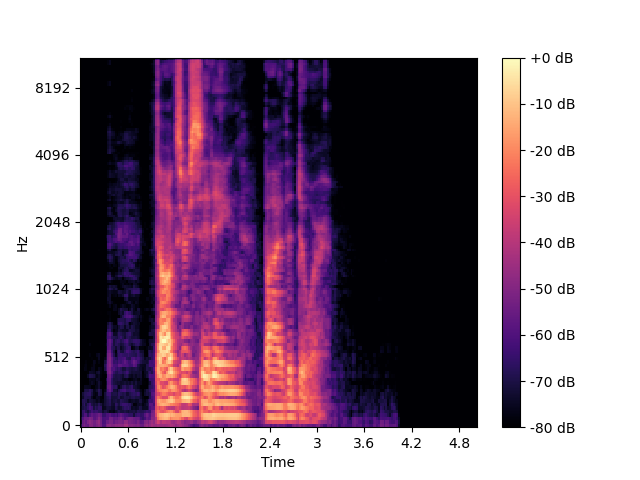 8192
4096
2048
1024
512
0
Hz
0 0.6 1.2 1.8 2.4 3 3.6 4.2 4.8
Time
+0 dB
-10 dB
-20 dB
-30 dB
-40 dB
-50 dB
-60 dB
-70 dB
-80 dB